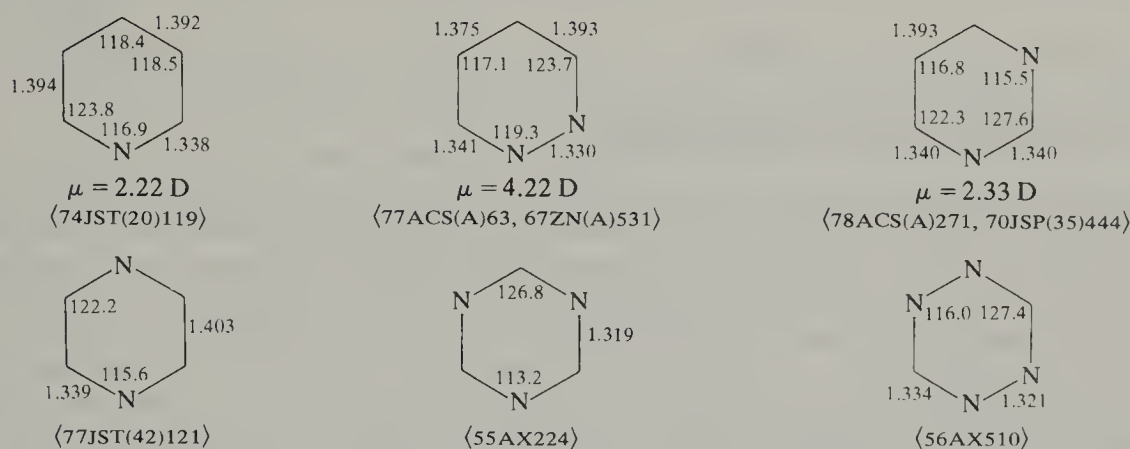 1.392
118.4
118.5
1.394
123.8
116.9
N
1.338
μ = 2.22 D
⟨74JST(20)119⟩
1.375
1.393
117.1
123.7
119.3
N
1.341
N
1.330
μ = 4.22 D
⟨77ACS(A)63, 67ZN(A)531⟩
1.393
N
116.8
115.5
122.3
127.6
1.340
N
1.340
μ = 2.33 D
⟨78ACS(A)271, 70JSP(35)444⟩
N
122.2
1.403
115.6
1.339
N
⟨77JST(42)121⟩
N
126.8
N
1.319
113.2
N
⟨55AX224⟩
N
N
116.0
127.4
N
1.334
N
1.321
⟨56AX510⟩